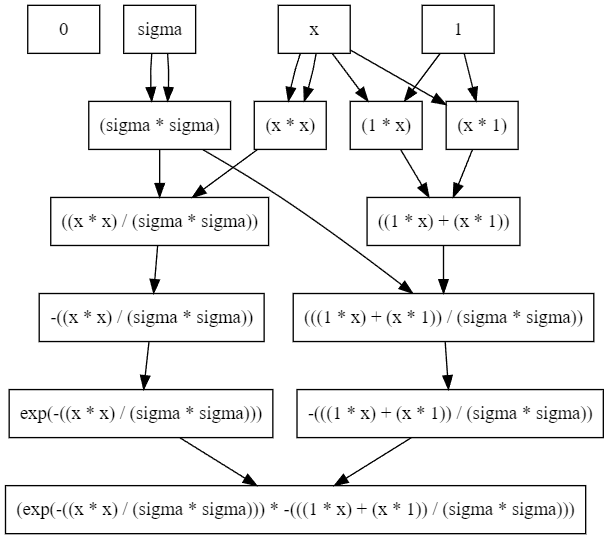 0
sigma
x
1
(sigma * sigma)
(x * x)
(1 * x)
(x * 1)
((x * x) / (sigma * sigma))
((1 * x) + (x * 1))
-((x * x) / (sigma * sigma))
(((1 * x) + (x * 1)) / (sigma * sigma))
exp(-((x * x) / (sigma * sigma)))
-(((1 * x) + (x * 1)) / (sigma * sigma))
(exp(-((x * x) / (sigma * sigma))) * -(((1 * x) + (x * 1)) / (sigma * sigma)))